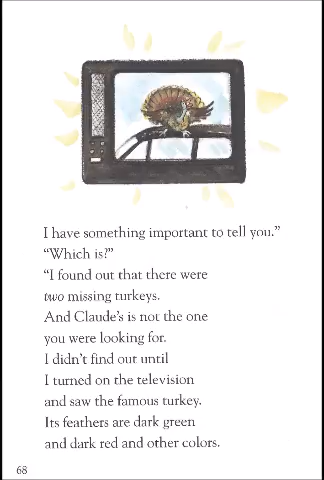 I have something important to tell you.”
“Which is?”
“I found out that there were
two missing turkeys.
And Claude’s is not the one
you were looking for.
I didn’t find out until
I turned on the television
and saw the famous turkey.
Its feathers are dark green
and dark red and other colors.
68